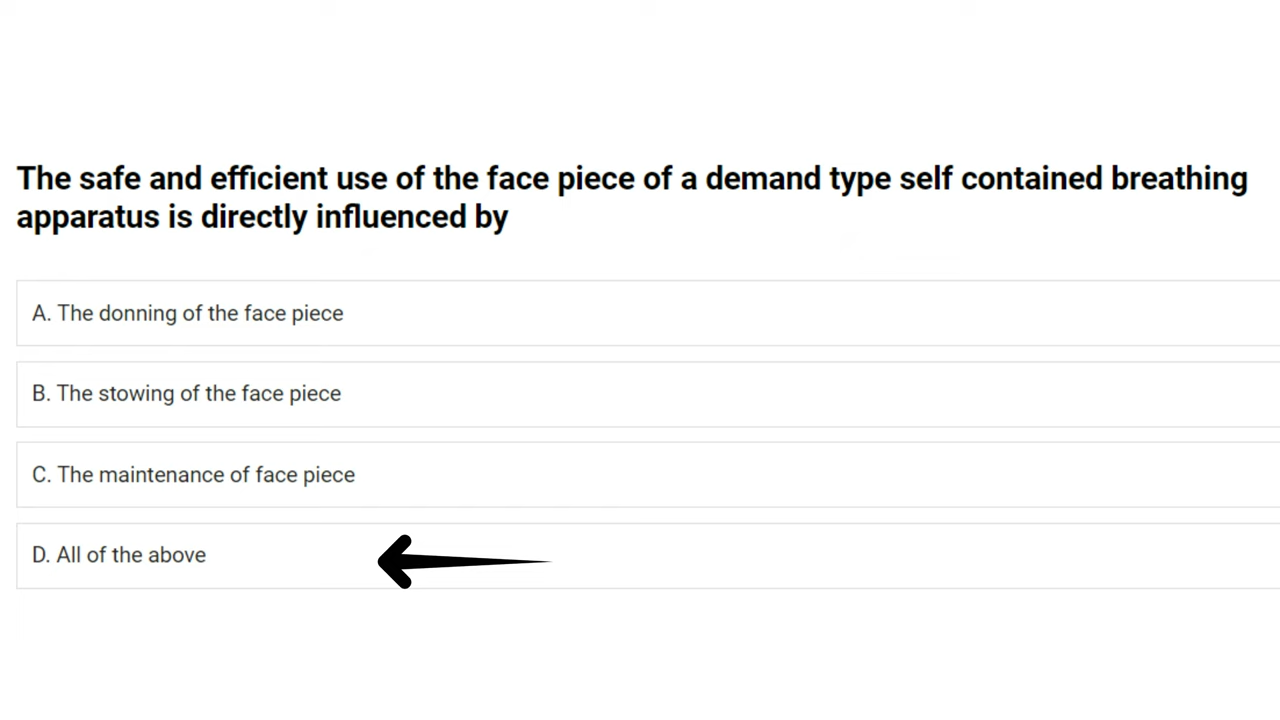 The safe and efficient use of the face piece of a demand type self contained breathing
apparatus is directly influenced by
A. The donning of the face piece
B. The stowing of the face piece
C. The maintenance of face piece
D. All of the above